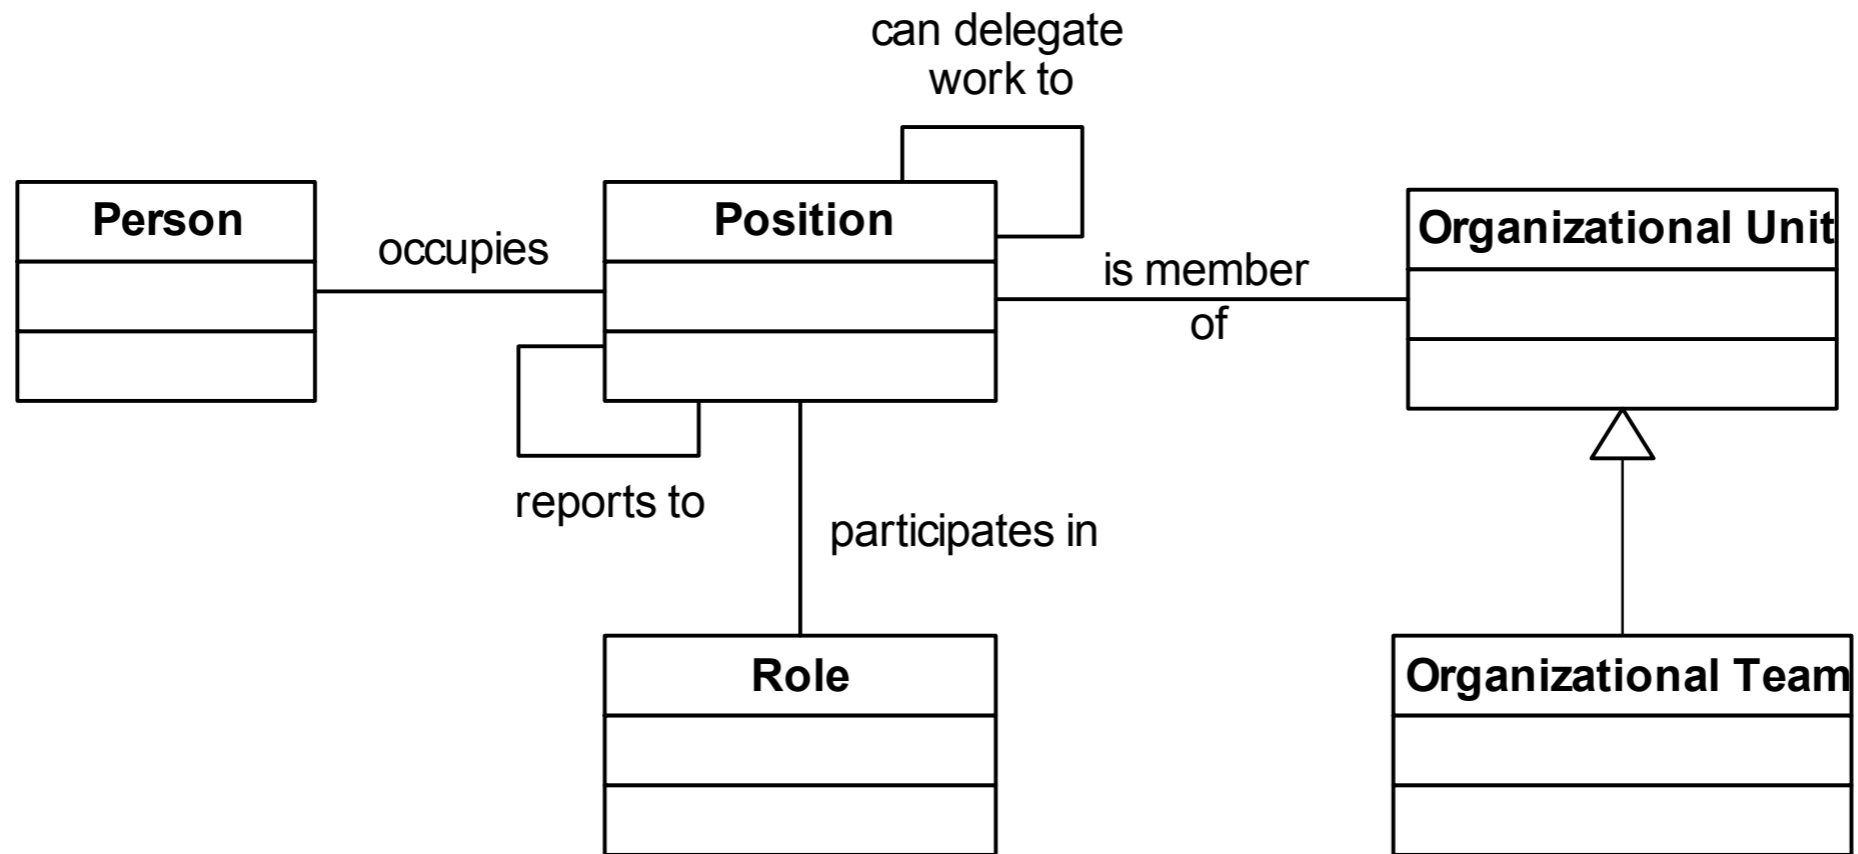 can delegate
work to
Person
Position
Organizational Unit
occupies
is member
of
reports to
participates in
Role
Organizational Team